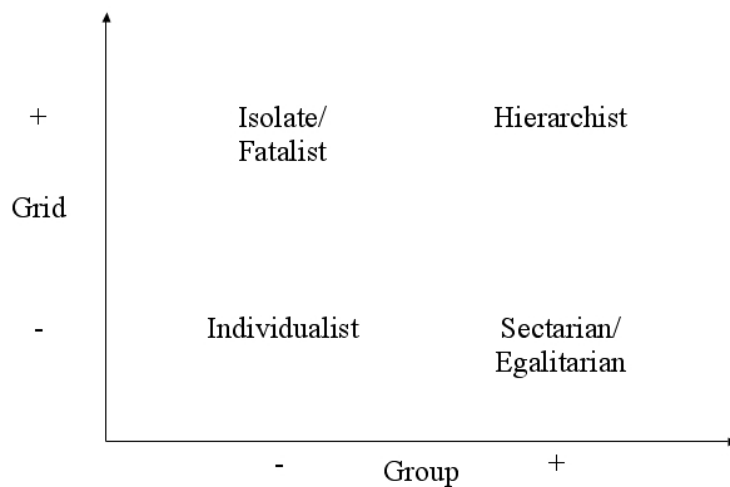 +
Isolate/
Fatalist
Hierarchist
Grid
-
Individualist
Sectarian/
Egalitarian
-
Group
+